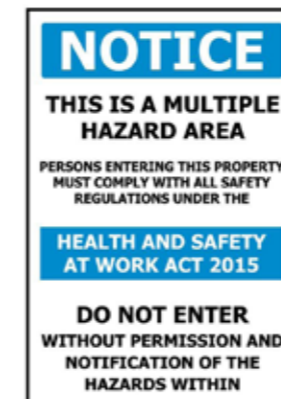 NOTICE
THIS IS A MULTIPLE
HAZARD AREA
PERSONS ENTERING THIS PROPERTY
MUST COMPLY WITH ALL SAFETY
REGULATIONS UNDER THE
HEALTH AND SAFETY
AT WORK ACT 2015
DO NOT ENTER
WITHOUT PERMISSION AND
NOTIFICATION OF THE
HAZARDS WITHIN